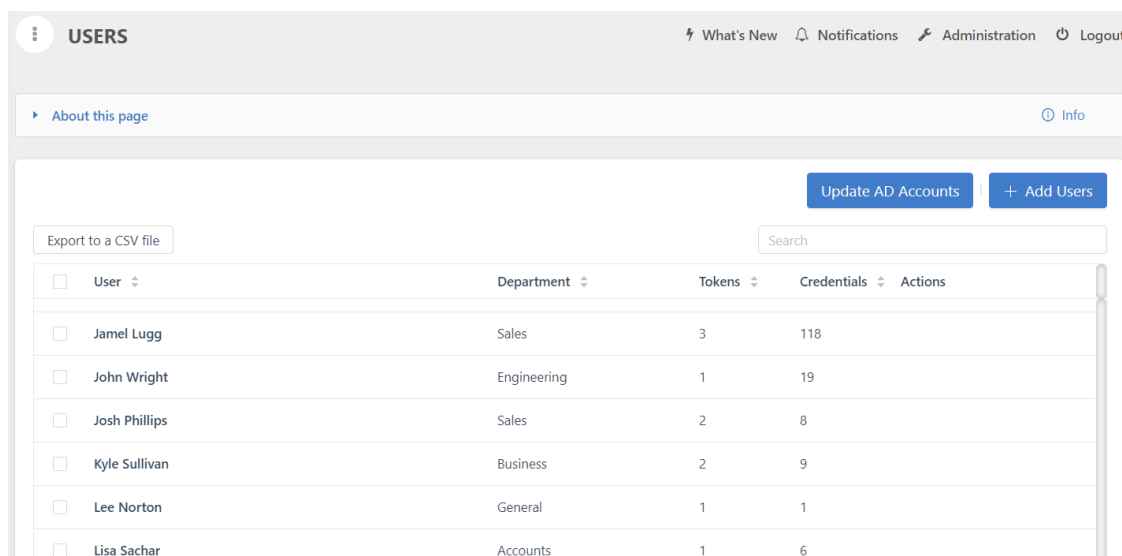 USERS What's New Notifications Administration Logout
About this page Info
Update AD Accounts + Add Users
Export to a CSV file Search
User Department Tokens Credentials Actions
Jamel Lugg Sales 3 118
John Wright Engineering 1 19
Josh Phillips Sales 2 8
Kyle Sullivan Business 2 9
Lee Norton General 1 1
Lisa Sachar Accounts 1 6